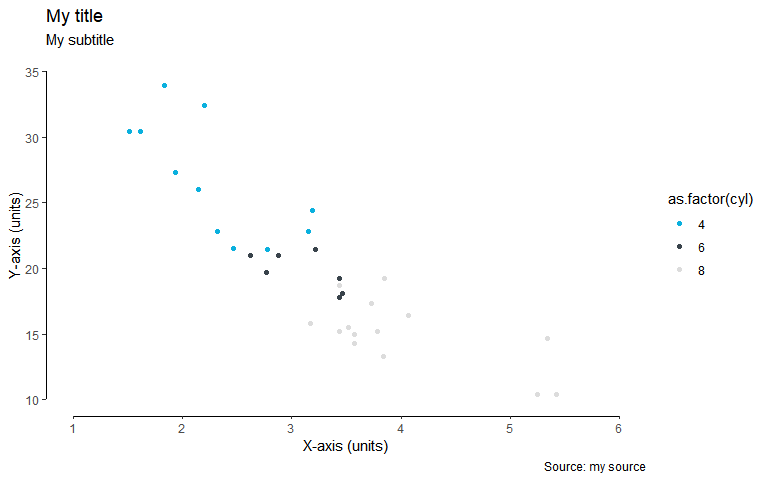 My title
My subtitle
35
30
25
20
15
10
Y-axis (units)
1 2 3 4 5 6
X-axis (units)
as.factor(cyl)
4
6
8
Source: my source